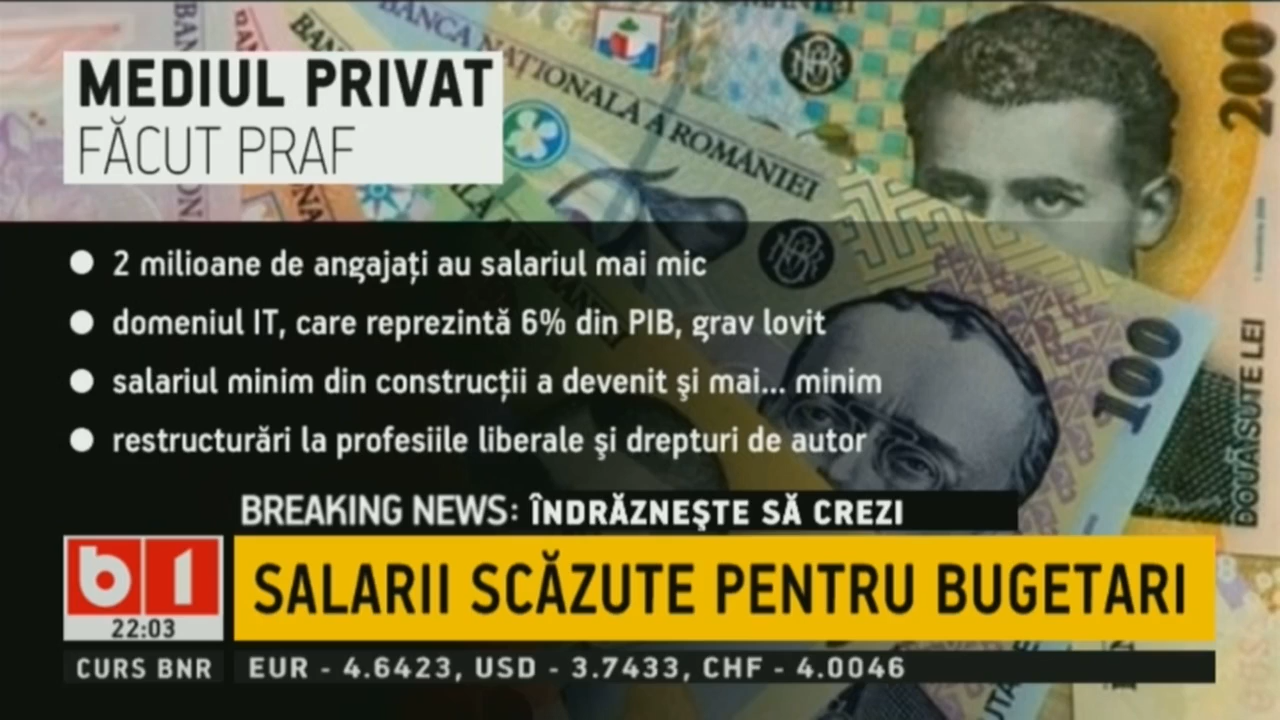 MEDIUL PRIVAT
FĂCUT PRAF
BANCA NAȚIONALA A ROMÂNIEI
200
100
DOUĂ SUTE LEI
2 milioane de angajați au salariul mai mic
domeniul IT, care reprezintă 6% din PIB, grav lovit
salariul minim din construcții a devenit şi mai... minim
restructurări la profesiile liberale şi drepturi de autor
BREAKING NEWS: ÎNDRĂZNEŞTE SĂ CREZI
b1
SALARII SCĂZUTE PENTRU BUGETARI
22:03
CURS BNR EUR - 4.6423, USD - 3.7433, CHF - 4.0046